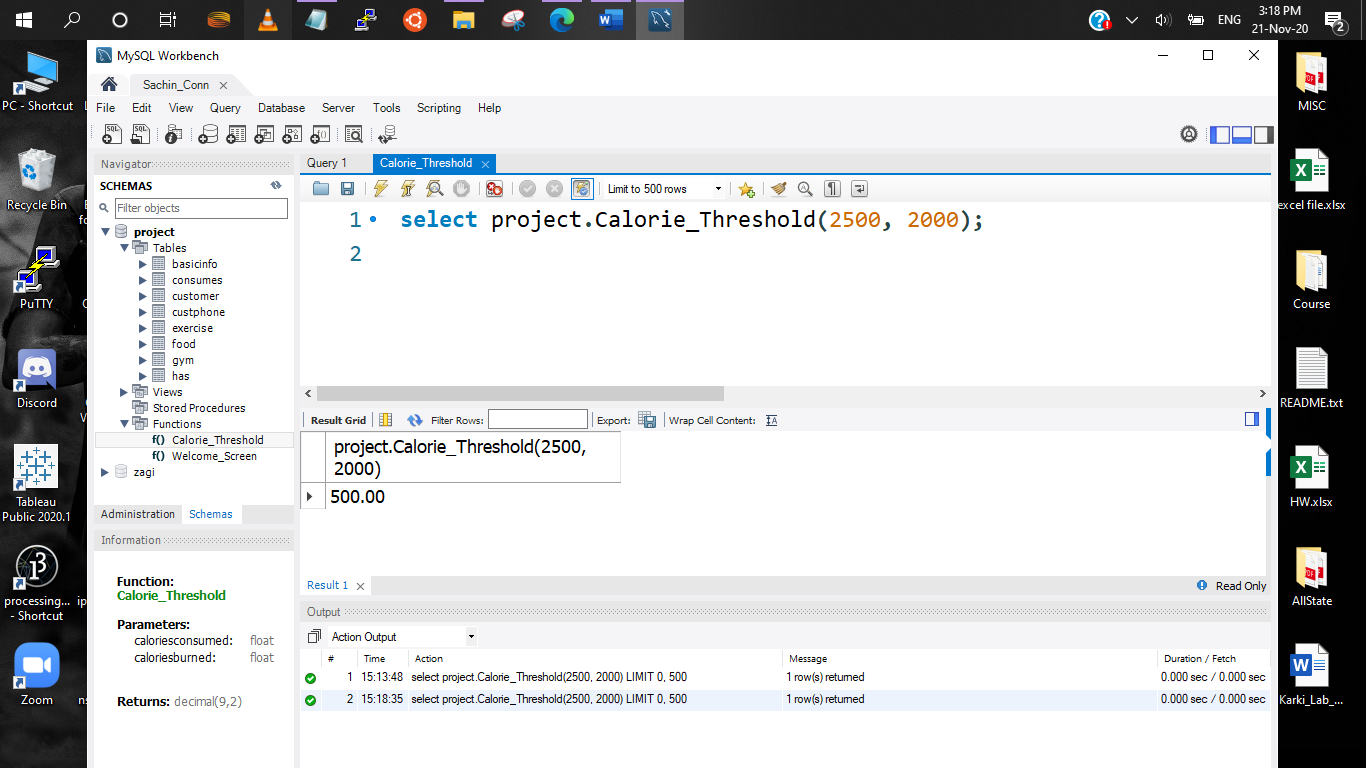 ENG
3:18 PM
21-Nov-20
2
MySQL Workbench
Sachin_Conn
File Edit View Query Database Server Tools Scripting Help
Navigator
SCHEMAS
Filter objects
project
Tables
basicinfo
consumes
customer
custphone
exercise
food
gym
has
Views
Stored Procedures
Functions
f() Calorie_Threshold
f() Welcome_Screen
zagi
Administration Schemas
Information
Function:
Calorie_Threshold
Parameters:
caloriesconsumed: float
caloriesburned: float
Returns: decimal(9,2)
Query 1 Calorie_Threshold
Limit to 500 rows
1 select project.Calorie_Threshold(2500, 2000);
2
Result Grid Filter Rows: Export: Wrap Cell Content:
project.Calorie_Threshold(2500,
2000)
500.00
Result 1
Read Only
Output
Action Output
# Time Action Message Duration / Fetch
1 15:13:48 select project.Calorie_Threshold(2500, 2000) LIMIT 0, 500 1 row(s) returned 0.000 sec / 0.000 sec
2 15:18:35 select project.Calorie_Threshold(2500, 2000) LIMIT 0, 500 1 row(s) returned 0.000 sec / 0.000 sec
PC - Shortcut
Recycle Bin
PuTTY
Discord
Tableau
Public 2020.1
processing...
- Shortcut
Zoom
MISC
excel file.xlsx
Course
README.txt
HW.xlsx
AllState
Karki_Lab_...